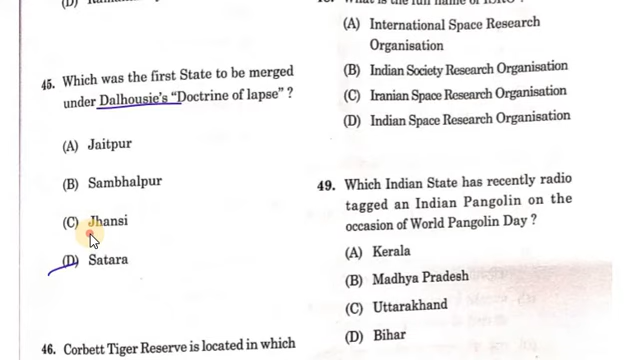 (D)
45. Which was the first State to be merged
under Dalhousie's “Doctrine of lapse” ?
(A) Jaitpur
(B) Sambhalpur
(C) Jhansi
(D) Satara
46. Corbett Tiger Reserve is located in which
(A) International Space Research
Organisation
(B) Indian Society Research Organisation
(C) Iranian Space Research Organisation
(D) Indian Space Research Organisation
49. Which Indian State has recently radio
tagged an Indian Pangolin on the
occasion of World Pangolin Day ?
(A) Kerala
(B) Madhya Pradesh
(C) Uttarakhand
(D) Bihar